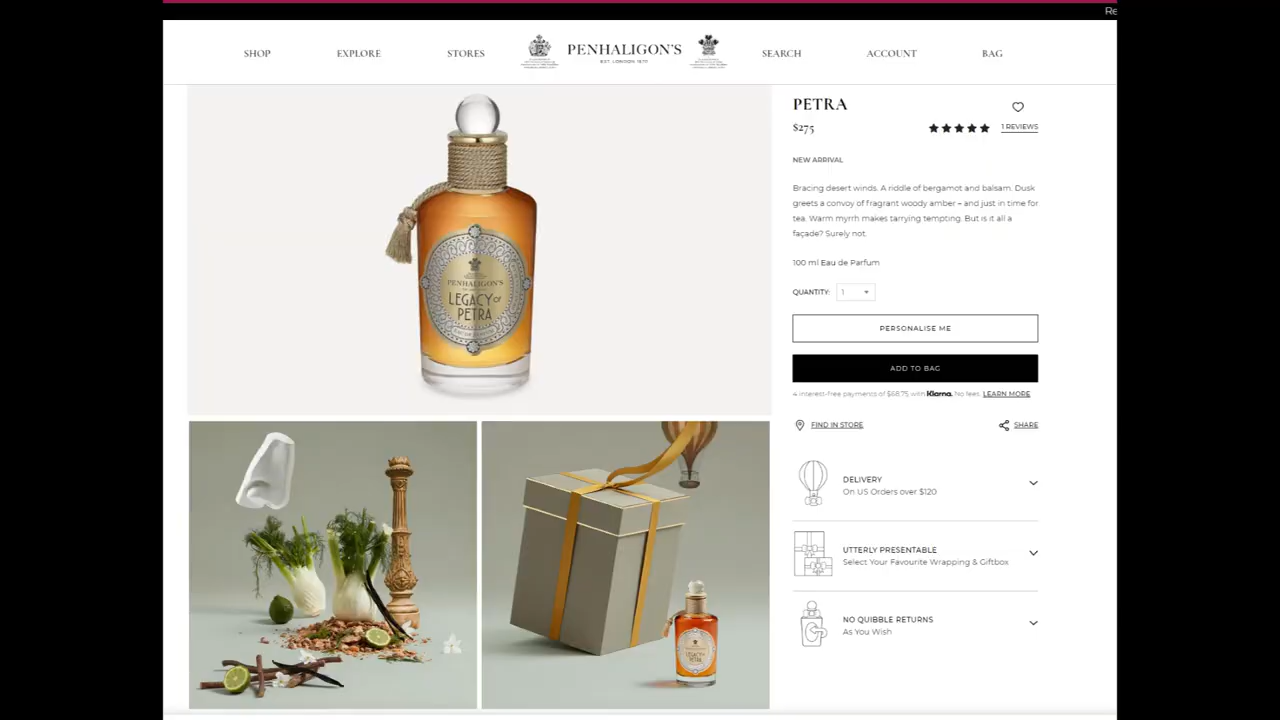 Re
SHOP
EXPLORE
STORES
PENHALIGON'S
EST. LONDON 1870
SEARCH
ACCOUNT
BAG
PETRA
$275
1 REVIEWS
NEW ARRIVAL
Bracing desert winds. A riddle of bergamot and balsam. Dusk
greets a convoy of fragrant woody amber – and just in time for
tea. Warm myrrh makes tarrying tempting. But is it all a
façade? Surely not.
100 ml Eau de Parfum
QUANTITY: 1
PERSONALISE ME
ADD TO BAG
4 interest-free payments of $68.75 with Klarna. No fees. LEARN MORE
FIND IN STORE
SHARE
DELIVERY
On US Orders over $120
UTTERLY PRESENTABLE
Select Your Favourite Wrapping & Giftbox
NO QUIBBLE RETURNS
As You Wish
PENHALIGON'S
LEGACY OF
PETRA
EAU DE PARFUM
LEGACY OF
PETRA